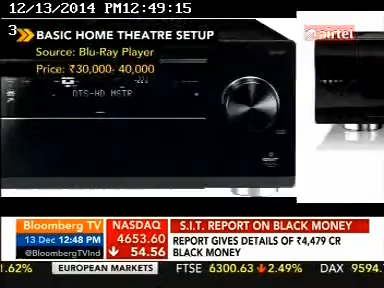 12/13/2014 PM12:49:15
3
BASIC HOME THEATRE SETUP
airtel
Source: Blu-Ray Player
Price: ₹30,000- 40,000
DTS-HD MSTR
Bloomberg TV
13 Dec 12:48 PM
@BloombergTVInd
NASDAQ
4653.60
54.56
S.I.T. REPORT ON BLACK MONEY
REPORT GIVES DETAILS OF ₹4,479 CR
BLACK MONEY
1.62% EUROPEAN MARKETS FTSE 6300.63 2.49% DAX 9594.7